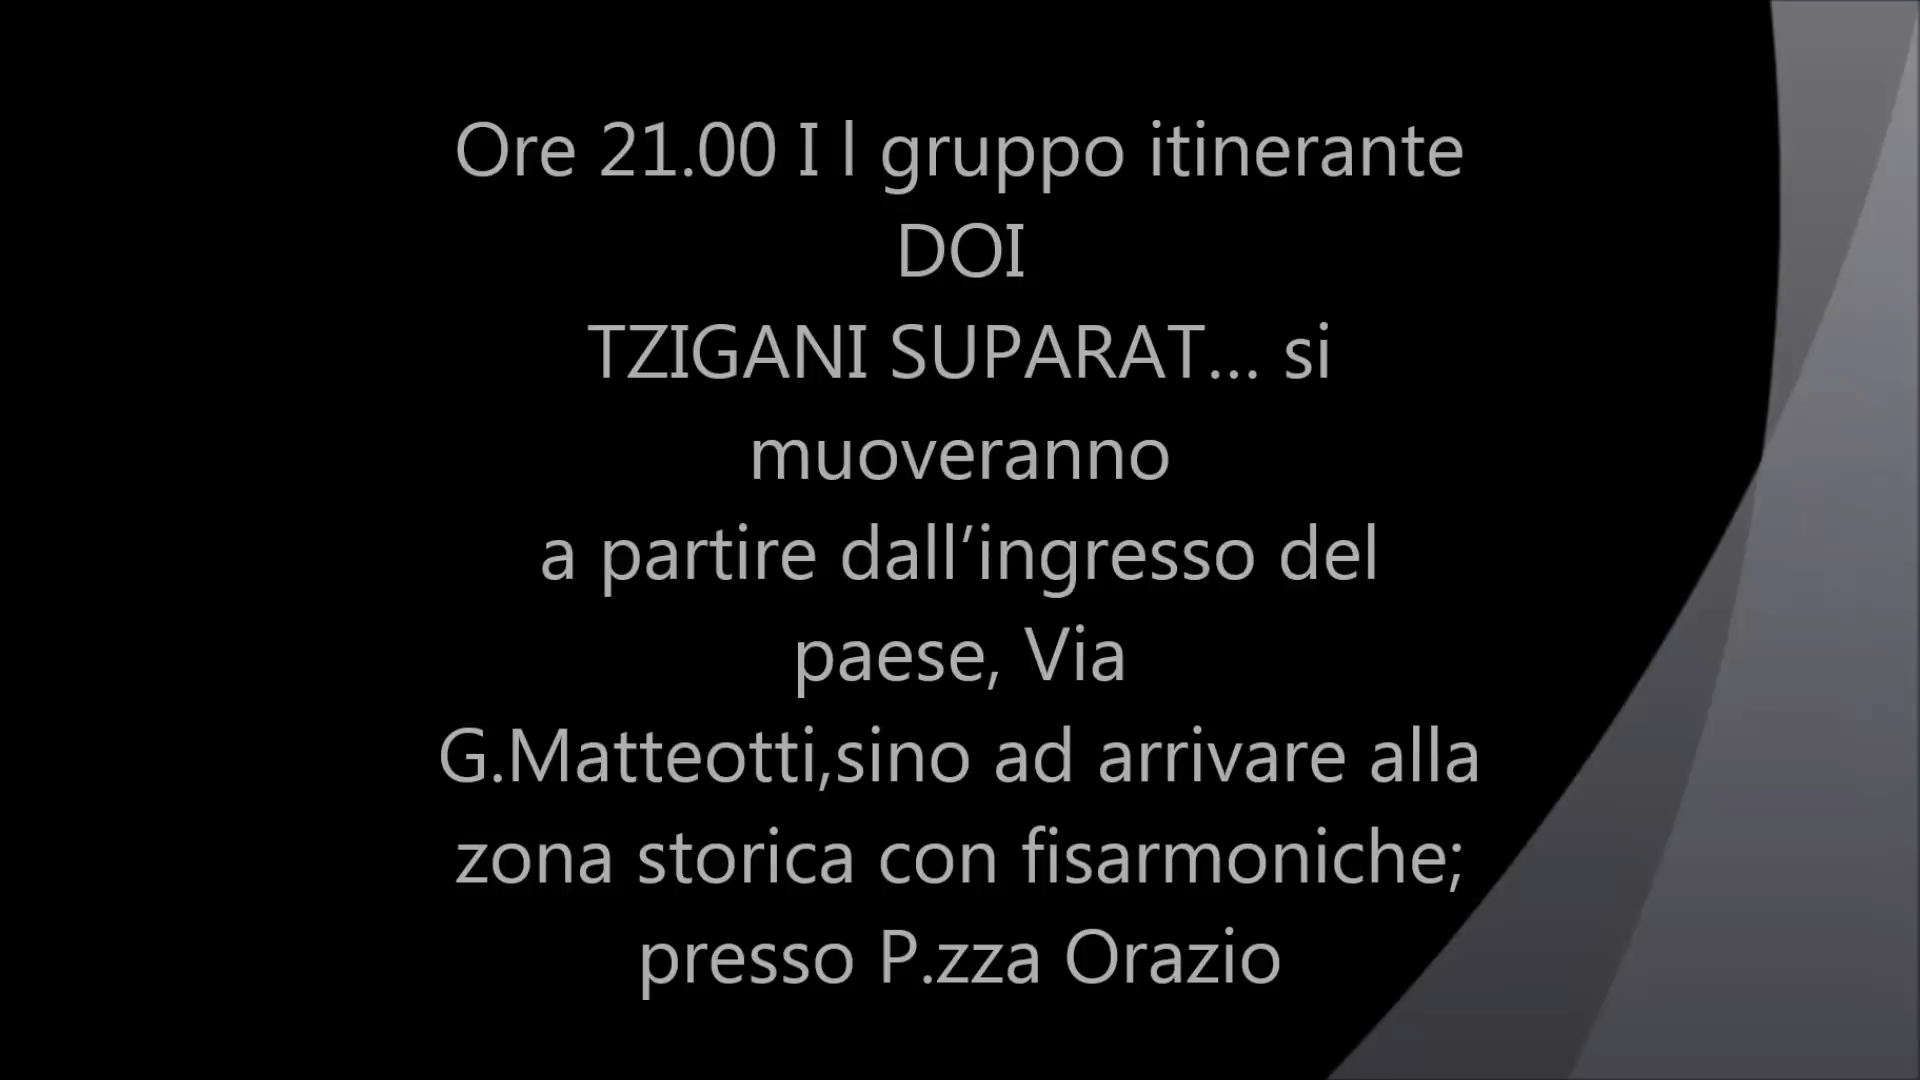 Ore 21.00 I l gruppo itinerante
DOI
TZIGANI SUPARAT... si
muoveranno
a partire dall’ingresso del
paese, Via
G.Matteotti,sino ad arrivare alla
zona storica con fisarmoniche;
presso P.zza Orazio